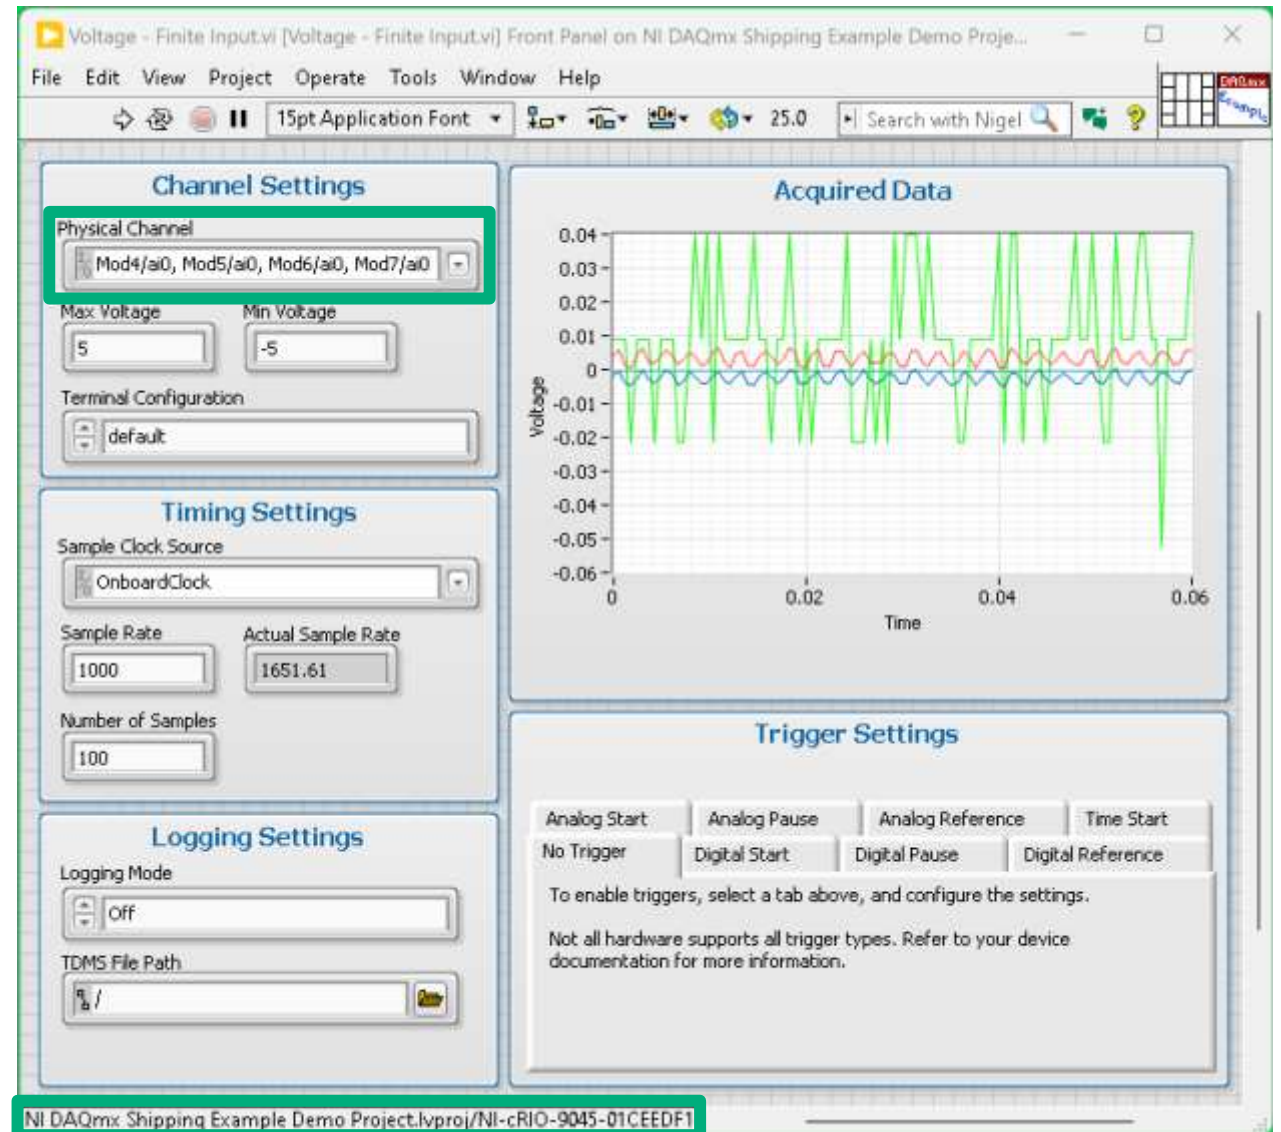 Voltage - Finite Input.vi [Voltage - Finite Input.vi] Front Panel on NI DAQmx Shipping Example Demo Proje...
File Edit View Project Operate Tools Window Help
15pt Application Font 25.0 Search with Nigel
DAQmx
Example
Channel Settings
Physical Channel
Mod4/ai0, Mod5/ai0, Mod6/ai0, Mod7/ai0
Max Voltage Min Voltage
5 -5
Terminal Configuration
default
Timing Settings
Sample Clock Source
OnboardClock
Sample Rate Actual Sample Rate
1000 1651.61
Number of Samples
100
Logging Settings
Logging Mode
Off
TDMS File Path
/
Acquired Data
0.04
0.03
0.02
0.01
0
-0.01
-0.02
-0.03
-0.04
-0.05
-0.06
Voltage
0 0.02 0.04 0.06
Time
Trigger Settings
Analog Start Analog Pause Analog Reference Time Start
No Trigger Digital Start Digital Pause Digital Reference
To enable triggers, select a tab above, and configure the settings.
Not all hardware supports all trigger types. Refer to your device
documentation for more information.
NI DAQmx Shipping Example Demo Project.lvproj/NI-cRIO-9045-01CEEDF1